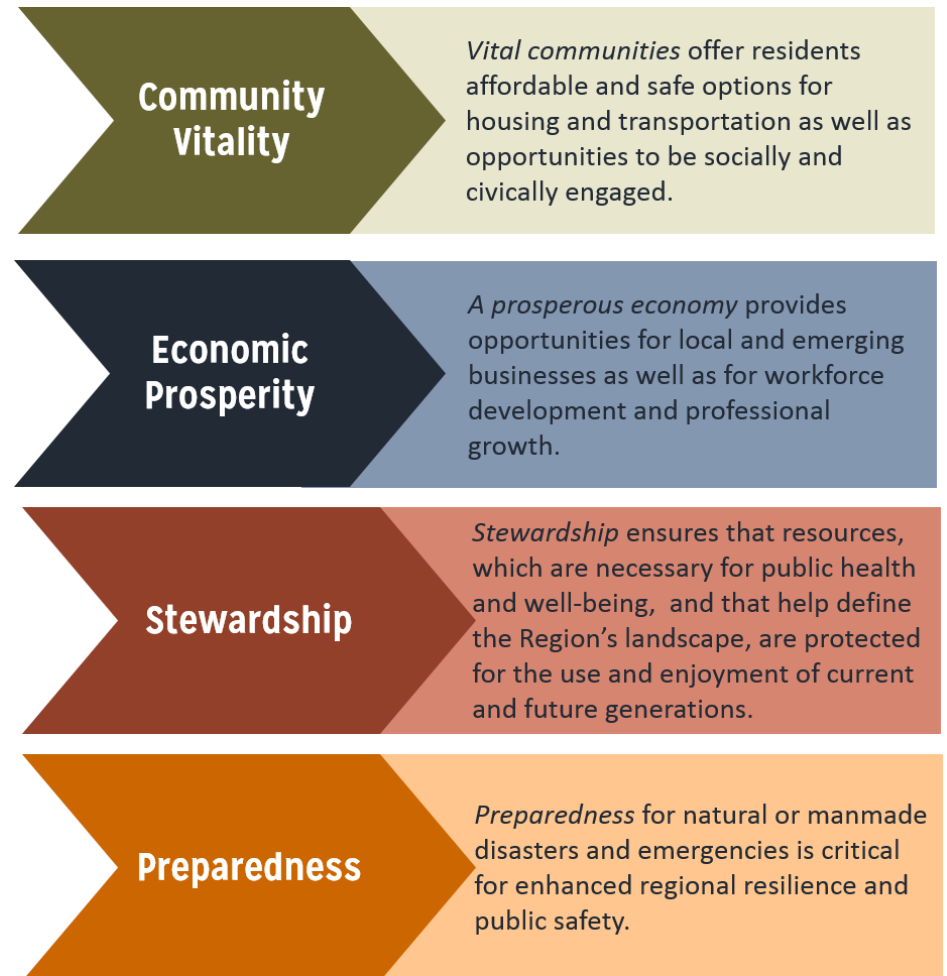 Community
Vitality
Vital communities offer residents
affordable and safe options for
housing and transportation as well as
opportunities to be socially and
civically engaged.
Economic
Prosperity
A prosperous economy provides
opportunities for local and emerging
businesses as well as for workforce
development and professional
growth.
Stewardship
Stewardship ensures that resources,
which are necessary for public health
and well-being,  and that help define
the Region’s landscape, are protected
for the use and enjoyment of current
and future generations.
Preparedness
Preparedness for natural or manmade
disasters and emergencies is critical
for enhanced regional resilience and
public safety.